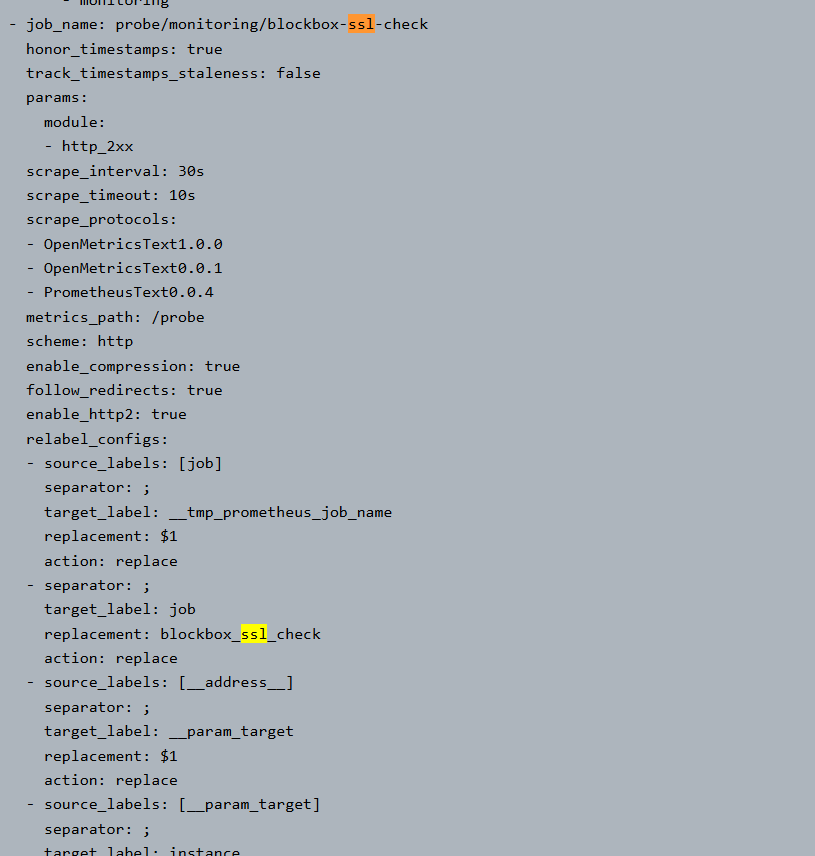 - monitoring
- job_name: probe/monitoring/blockbox-ssl-check
honor_timestamps: true
track_timestamps_staleness: false
params:
module:
- http_2xx
scrape_interval: 30s
scrape_timeout: 10s
scrape_protocols:
- OpenMetricsText1.0.0
- OpenMetricsText0.0.1
- PrometheusText0.0.4
metrics_path: /probe
scheme: http
enable_compression: true
follow_redirects: true
enable_http2: true
relabel_configs:
- source_labels: [job]
separator: ;
target_label: __tmp_prometheus_job_name
replacement: $1
action: replace
- separator: ;
target_label: job
replacement: blockbox_ssl_check
action: replace
- source_labels: [__address__]
separator: ;
target_label: __param_target
replacement: $1
action: replace
- source_labels: [__param_target]
separator: ;
target_label: instance